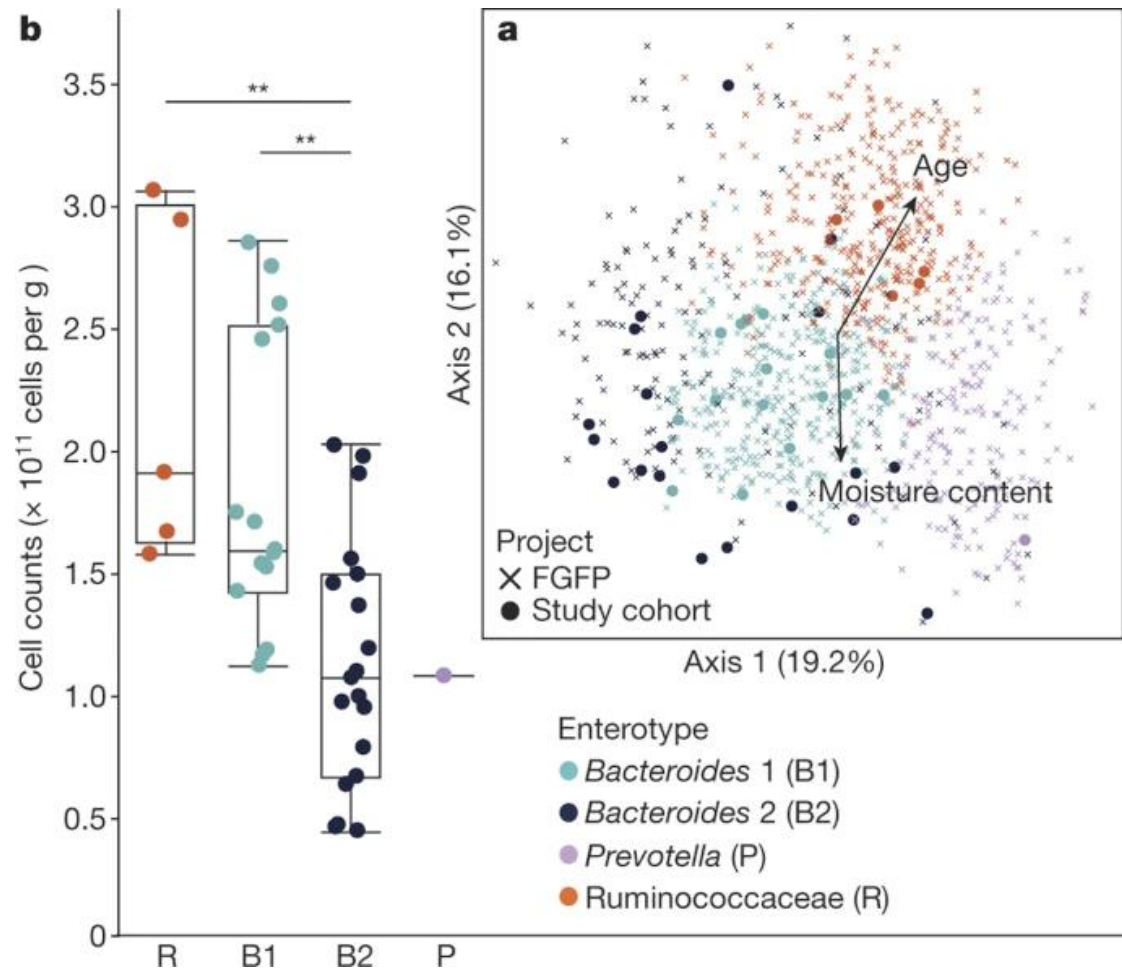 b
Cell counts (× 10¹¹ cells per g)
3.5
3.0
2.5
2.0
1.5
1.0
0.5
0
**
**
R B1 B2 P
a
Axis 2 (16.1%)
Age
Moisture content
Project
× FGFP
● Study cohort
Axis 1 (19.2%)
Enterotype
Bacteroides 1 (B1)
Bacteroides 2 (B2)
Prevotella (P)
Ruminococcaceae (R)